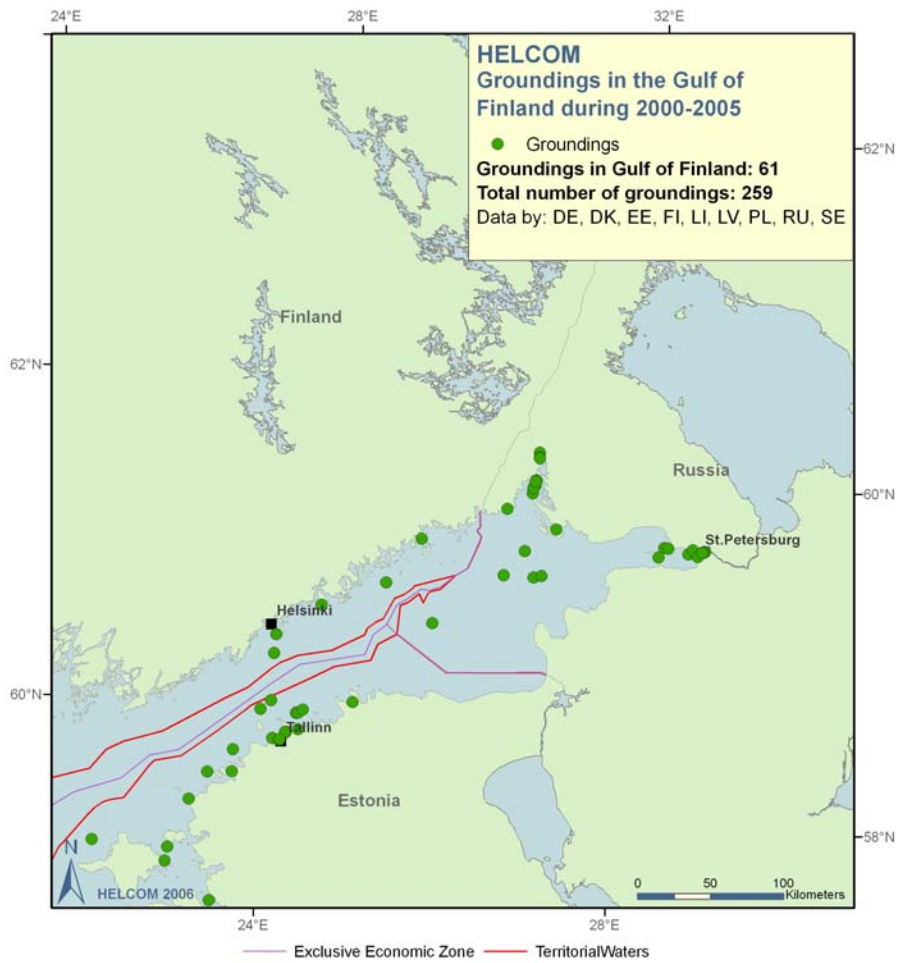 24°E
28°E
32°E
HELCOM
Groundings in the Gulf of
Finland during 2000-2005
Groundings
Groundings in Gulf of Finland: 61
Total number of groundings: 259
Data by: DE, DK, EE, FI, LI, LV, PL, RU, SE
62°N
Finland
62°N
Russia
60°N
St.Petersburg
Helsinki
60°N
Tallinn
Estonia
58°N
N
HELCOM 2006
0 50 100
Kilometers
24°E
28°E
Exclusive Economic Zone
TerritorialWaters